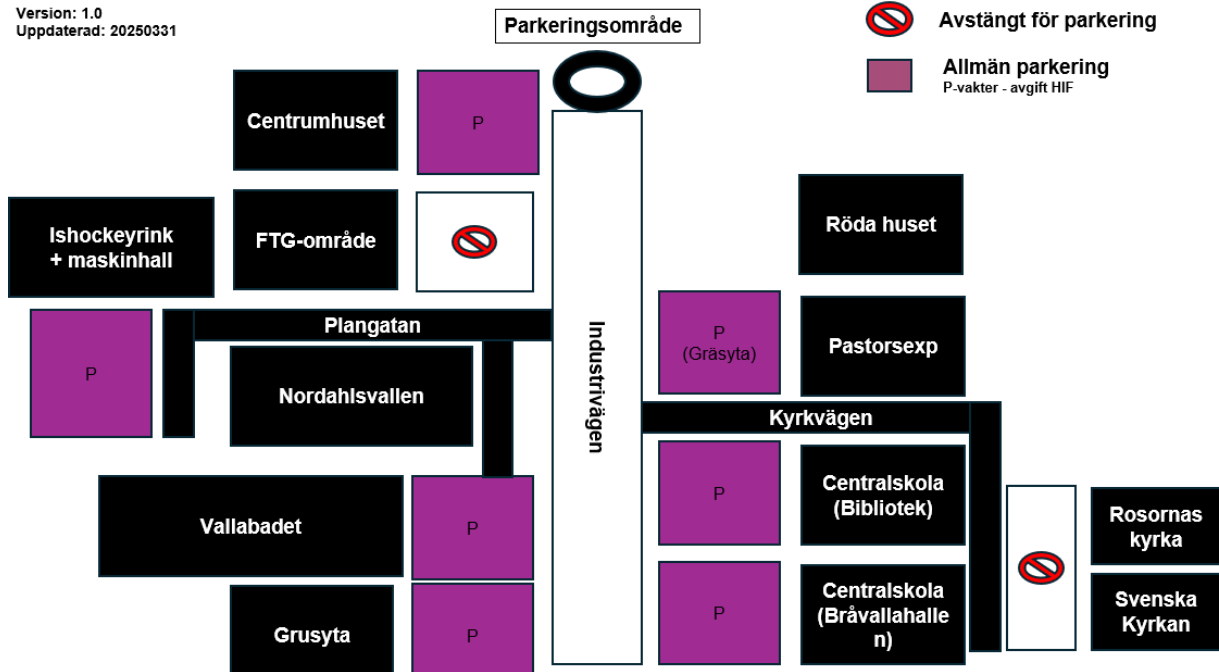 Version: 1.0
Uppdaterad: 20250331
Parkeringsområde
Avstängt för parkering
Allmän parkering
P-vakter - avgift HIF
Centrumhuset
P
Ishockeyrink
+ maskinhall
FTG-område
Röda huset
P
Plangatan
Nordahlsvallen
Industrivägen
P
(Gräsyta)
Pastorsexp
Kyrkvägen
Vallabadet
P
P
Centralskola
(Bibliotek)
Rosornas
kyrka
Grusyta
P
P
Centralskola
(Bråvallahalle
n)
Svenska
Kyrkan